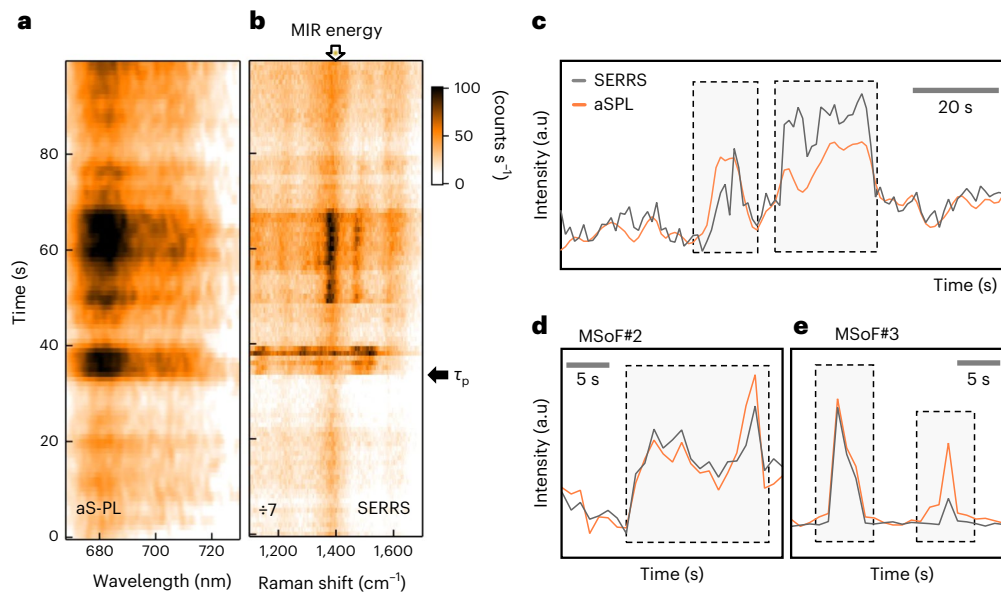 a
b
MIR energy
100
50
0
(counts s⁻¹)
80
60
40
20
0
Time (s)
τp
aS-PL
÷7
SERRS
680
700
720
1,200
1,400
1,600
Wavelength (nm)
Raman shift (cm⁻¹)
c
SERRS
aSPL
20 s
Intensity (a.u)
Time (s)
d
MSoF#2
5 s
Intensity (a.u)
Time (s)
e
MSoF#3
5 s
Time (s)